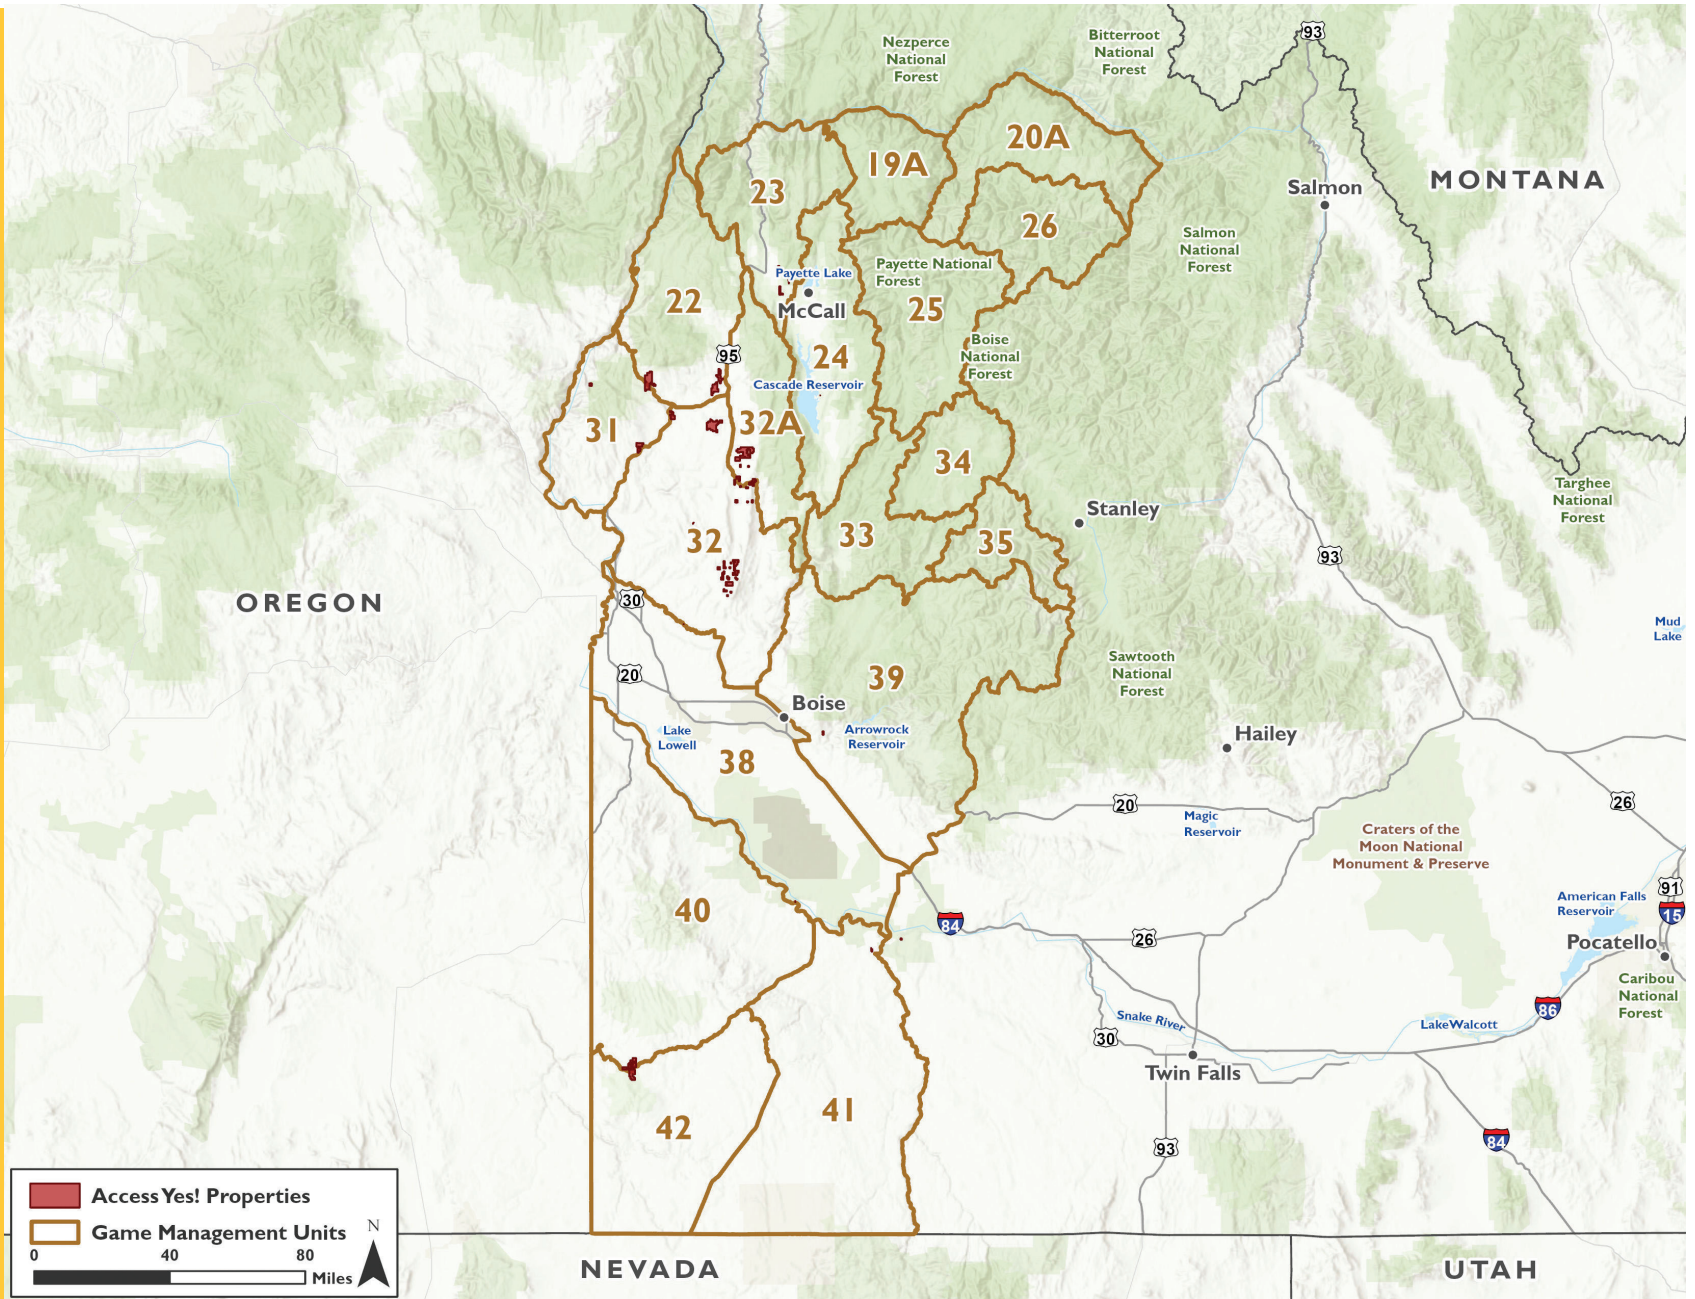 93
Nezperce
National
Forest
Bitterroot
National
Forest
20A
19A
MONTANA
23
Salmon
26
Salmon
National
Forest
Payette Lake
Payette National
Forest
22
McCall
25
95
24
Boise
National
Forest
Cascade Reservoir
32A
31
34
Targhee
National
Forest
Stanley
32
33
35
93
OREGON
30
Mud
Lake
20
39
Sawtooth
National
Forest
Boise
Lake
Lowell
Arrowrock
Reservoir
Hailey
38
20
Magic
Reservoir
26
Craters of the
Moon National
Monument & Preserve
91
American Falls
Reservoir
15
40
84
26
Pocatello
Caribou
National
Forest
86
Snake River
Lake Walcott
30
Twin Falls
42
41
93
84
Access Yes! Properties
Game Management Units
N
0 40 80
Miles
NEVADA
UTAH